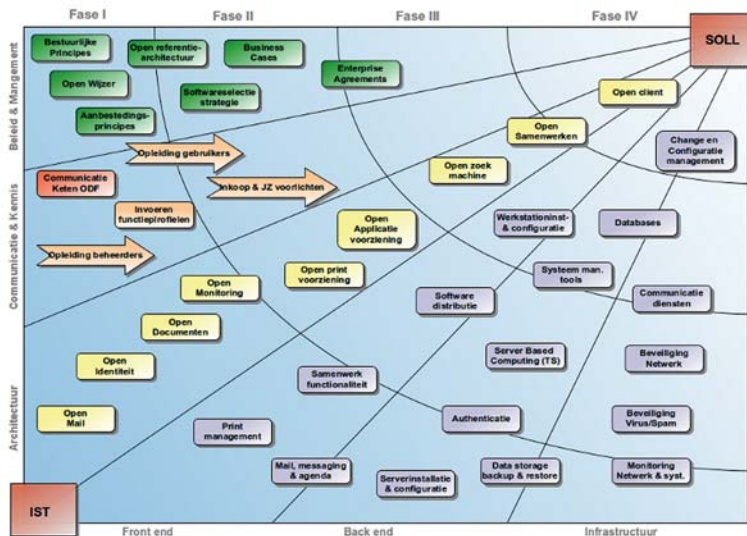 Fase I
Fase II
Fase III
Fase IV
SOLL
Beleid & Mangement
Communicatie & Kennis
Architectuur
Bestuurlijke
Principes
Open referentie-
architectuur
Business
Cases
Enterprise
Agreements
Open Wijzer
Softwareselectie
strategie
Aanbestedings-
principes
Open client
Open
Samenwerken
Change en
Configuratie
management
Opleiding gebruikers
Open zoek
machine
Communicatie
Keten ODF
Inkoop & JZ voorlichten
Invoeren
functieprofielen
Open
Applicatie
voorziening
Werkstationinst-
& configuratie
Databases
Opleiding beheerders
Open print
voorziening
Systeem man.
tools
Open
Monitoring
Software
distributie
Communicatie
diensten
Open
Documenten
Open
Identiteit
Samenwerk
functionaliteit
Server Based
Computing (TS)
Beveiliging
Netwerk
Open
Mail
Print
management
Authenticatie
Beveiliging
Virus/Spam
Mail, messaging
& agenda
Serverinstallatie
& configuratie
Data storage
backup & restore
Monitoring
Netwerk & syst.
IST
Front end
Back end
Infrastructuur